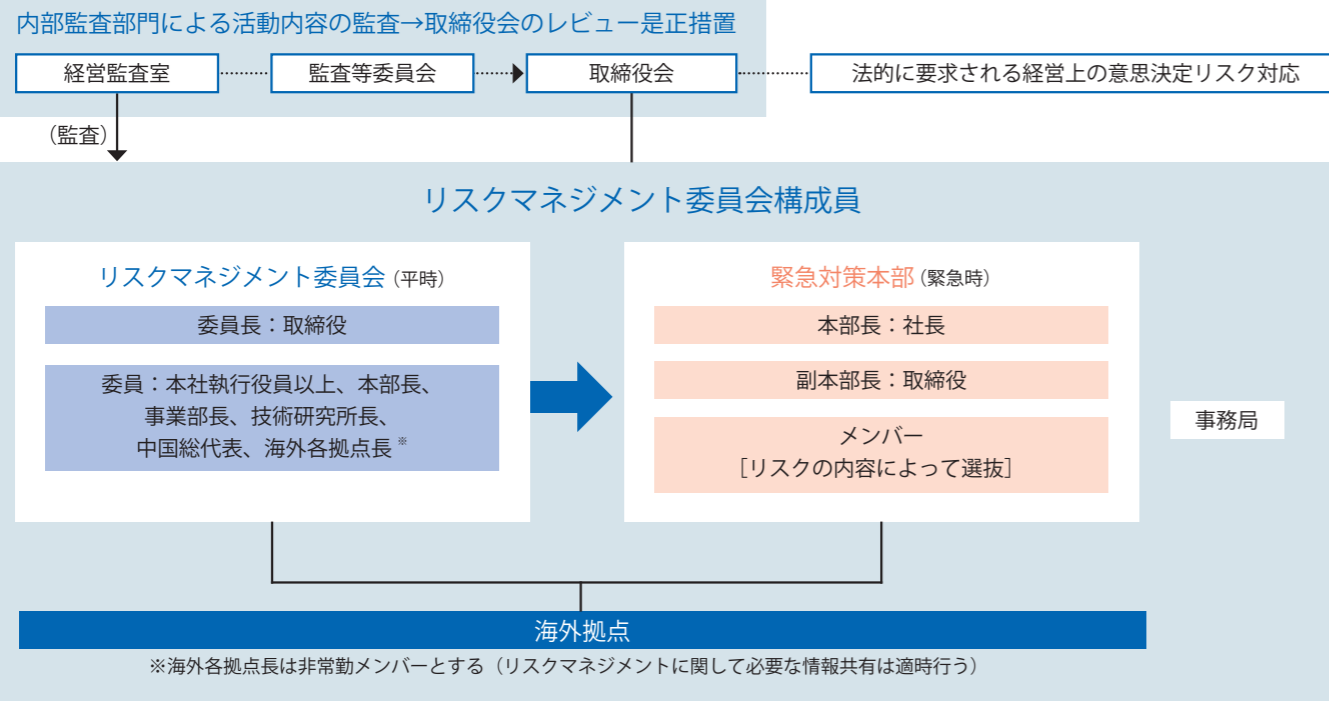 内部監査部門による活動内容の監査→取締役会のレビュー是正措置
経営監査室
監査等委員会
取締役会
法的に要求される経営上の意思決定リスク対応
（監査）
リスクマネジメント委員会構成員
リスクマネジメント委員会（平時）
委員長：取締役
委員：本社執行役員以上、本部長、
事業部長、技術研究所長、
中国総代表、海外各拠点長※
緊急対策本部（緊急時）
本部長：社長
副本部長：取締役
メンバー
［リスクの内容によって選抜］
事務局
海外拠点
※海外各拠点長は非常勤メンバーとする（リスクマネジメントに関して必要な情報共有は適時行う）